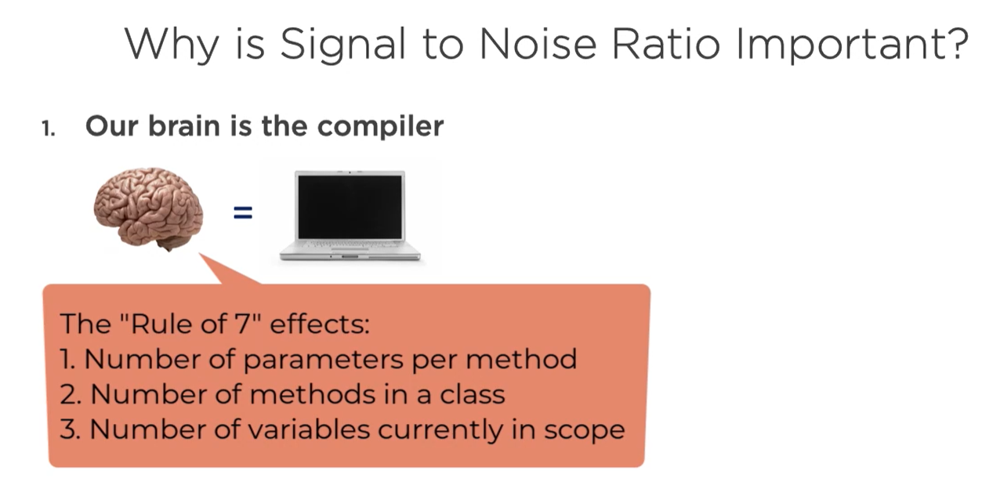 Why is Signal to Noise Ratio Important?
1. Our brain is the compiler
=
The "Rule of 7" effects:
1. Number of parameters per method
2. Number of methods in a class
3. Number of variables currently in scope